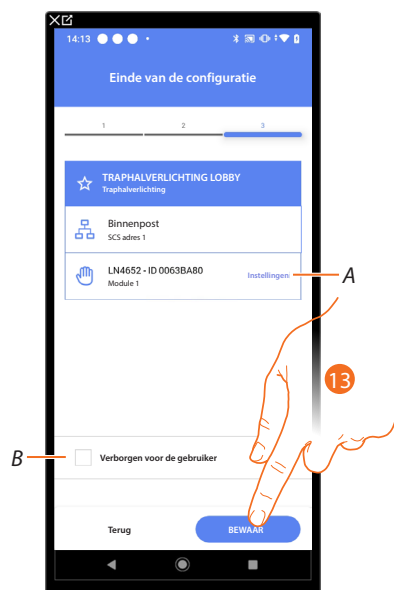 14:13
Einde van de configuratie
1 2 3
TRAPHALVERLICHTING LOBBY
Traphalverlichting
Binnenpost
SCS adres 1
LN4652 - ID 0063BA80
Module 1
Instellingen
A
13
B
Verborgen voor de gebruiker
Terug
BEWAAR